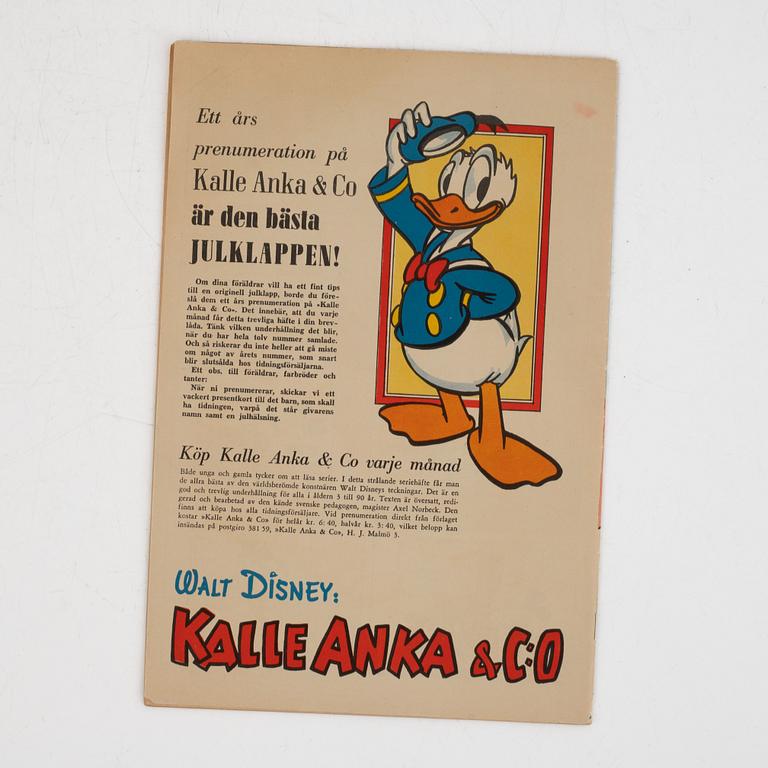 Ett års
prenumeration på
Kalle Anka & Co
är den bästa
JULKLAPPEN!
Om dina föräldrar vill ha ett fint tips
till en originell julklapp, borde du före-
slå dem ett års prenumeration på »Kalle
Anka & Co». Det innebär, att du varje
månad får detta trevliga häfte i din brev-
låda. Tänk vilken underhållning det blir,
när du har hela tolv nummer samlade.
Och så riskerar du inte heller att gå miste
om något av årets nummer, som snart
blir slutsålda hos tidningsförsäljarna.
Ett obs. till föräldrar, farbröder och
tanter:
När ni prenumererar, skickar vi ett
vackert presentkort till det barn, som skall
ha tidningen, varpå det står givarens
namn samt en julhälsning.
Köp Kalle Anka & Co varje månad
Både unga och gamla tycker om att läsa serier. I detta strålande seriehäfte får man
de allra bästa av den världsberömde konstnären Walt Disneys teckningar. Det är en
god och trevlig underhållning för alla i åldern 3 till 90 år. Texten är översatt, redi-
gerad och bearbetad av den kände svenske pedagogen, magister Axel Norbeck. Den
finns att köpa hos alla tidningsförsäljare. Vid prenumeration direkt från förlaget
kostar »Kalle Anka & Co» för helår kr. 6: 40, halvår kr. 3: 40, vilket belopp kan
insändas på postgiro 381 59, »Kalle Anka & Co», H. J. Malmö 3.
WALT DISNEY:
KALLE ANKA & C:O